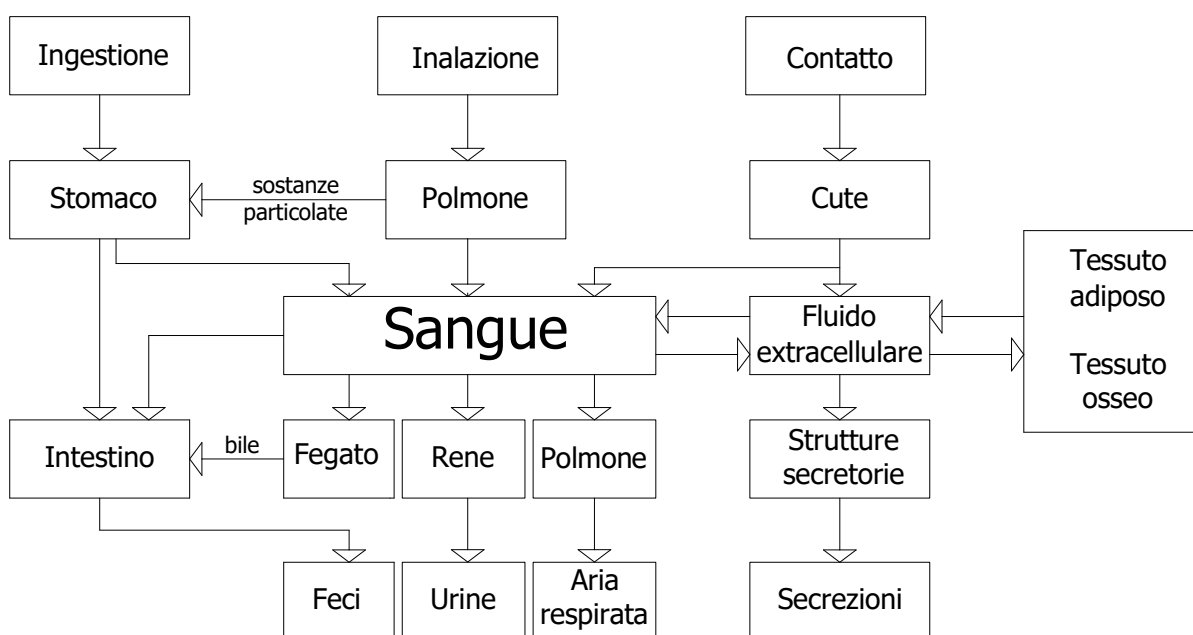 Ingestione
Inalazione
Contatto
Stomaco
sostanze
particolate
Polmone
Cute
Tessuto
adiposo
Tessuto
osseo
Sangue
Fluido
extracellulare
Intestino
bile
Fegato
Rene
Polmone
Strutture
secretorie
Feci
Urine
Aria
respirata
Secrezioni